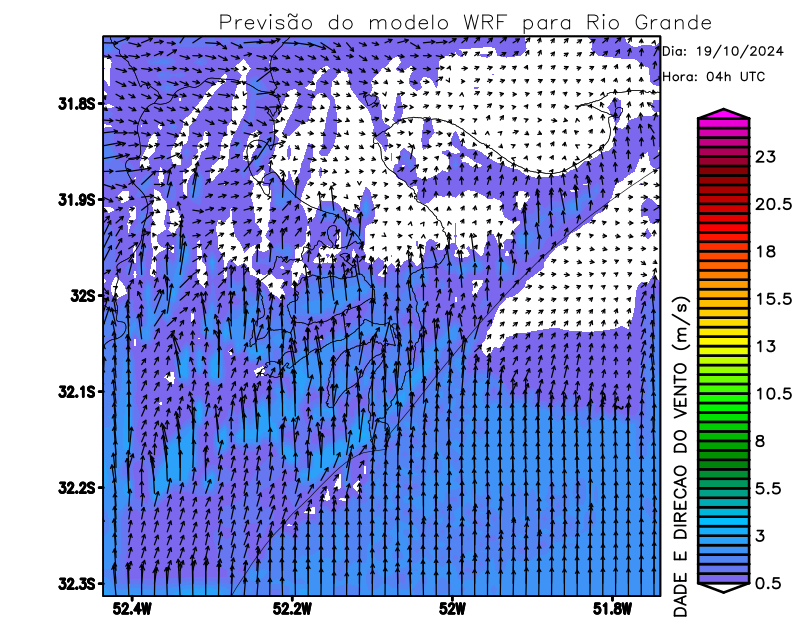 Previsão do modelo WRF para Rio Grande
Dia: 19/10/2024
Hora: 04h UTC
31.8S
31.9S
32S
32.1S
32.2S
32.3S
52.4W
52.2W
52W
51.8W
23
20.5
18
15.5
13
10.5
8
5.5
3
0.5
DADE E DIRECAO DO VENTO (m/s)